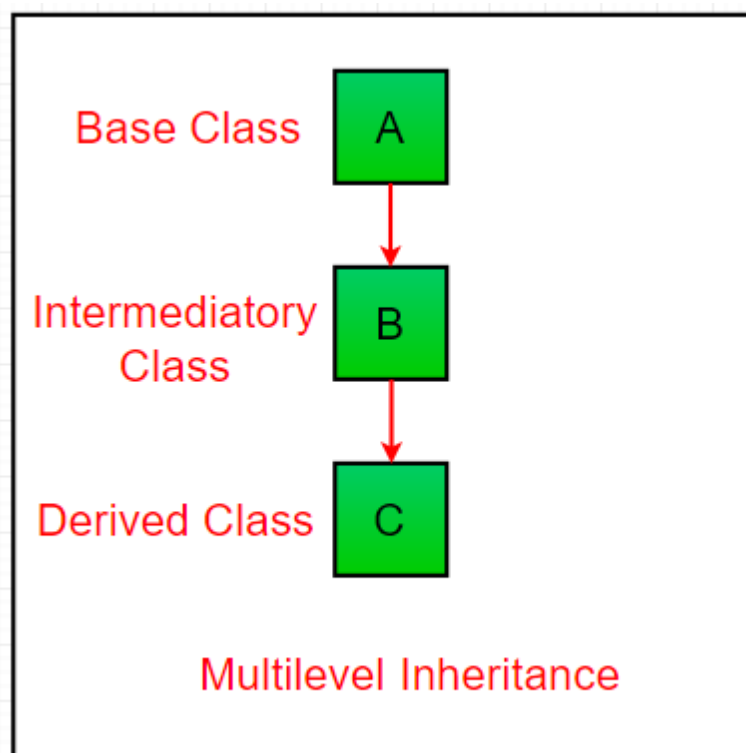 Base Class
A
Intermediatory
Class
B
Derived Class
C
Multilevel Inheritance